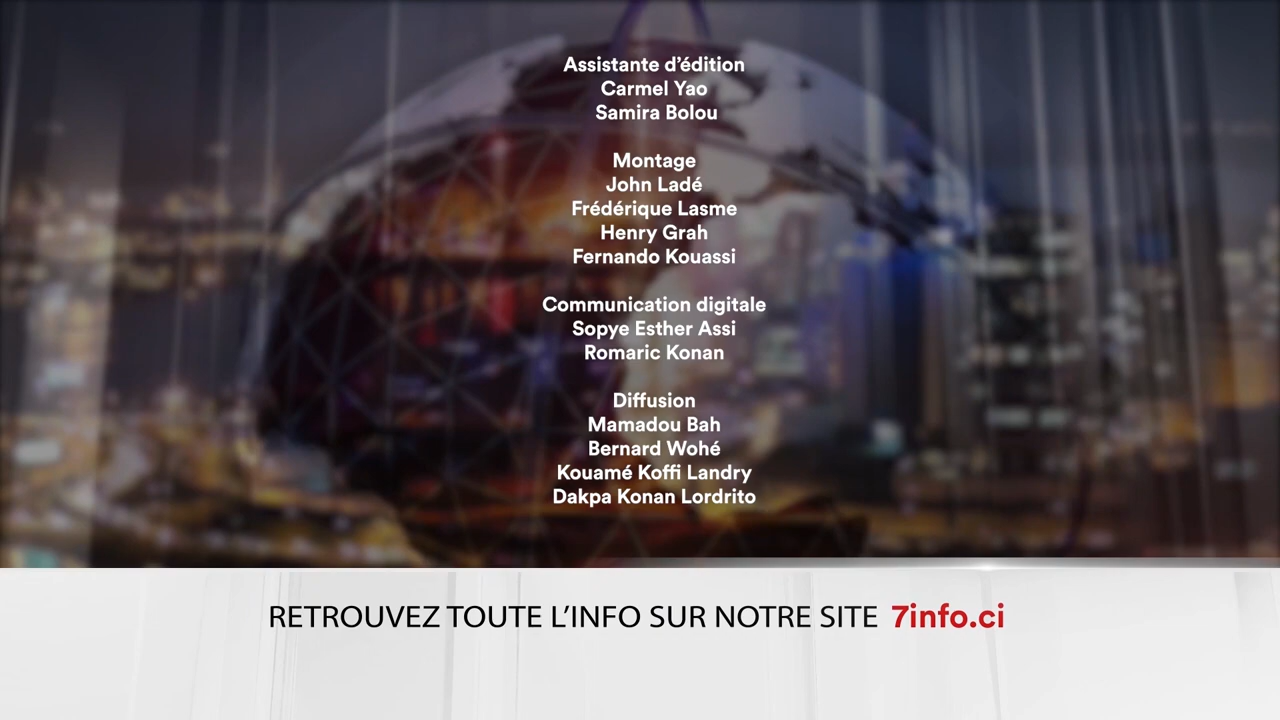 Assistante d’édition
Carmel Yao
Samira Bolou
Montage
John Ladé
Frédérique Lasme
Henry Grah
Fernando Kouassi
Communication digitale
Sopye Esther Assi
Romaric Konan
Diffusion
Mamadou Bah
Bernard Wohé
Kouamé Koffi Landry
Dakpa Konan Lordrito
RETROUVEZ TOUTE L’INFO SUR NOTRE SITE 7info.ci